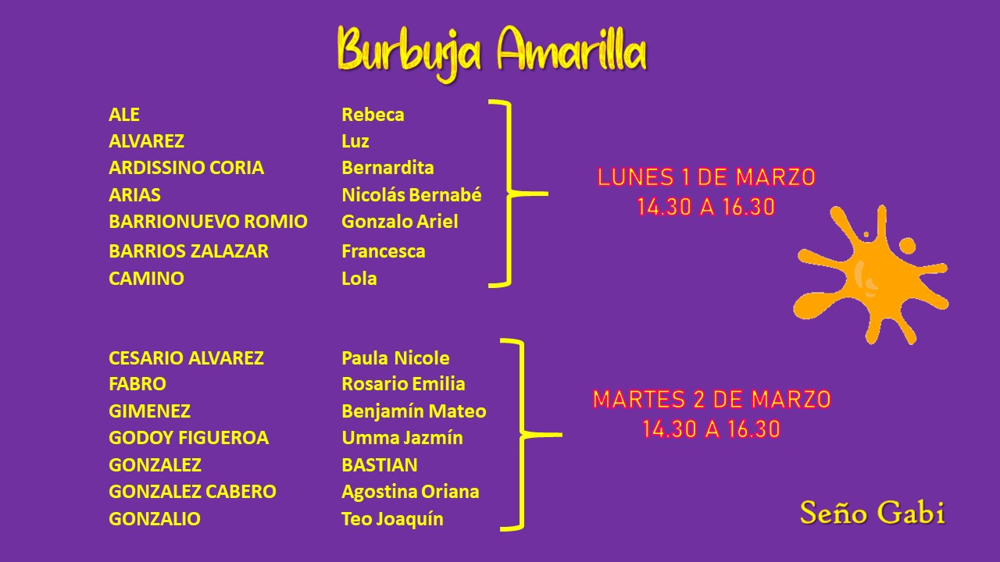 Burbuja Amarilla
ALE Rebeca
ALVAREZ Luz
ARDISSINO CORIA Bernardita
ARIAS Nicolás Bernabé
BARRIONUEVO ROMIO Gonzalo Ariel
BARRIOS ZALAZAR Francesca
CAMINO Lola
LUNES 1 DE MARZO
14.30 A 16.30
CESARIO ALVAREZ Paula Nicole
FABRO Rosario Emilia
GIMENEZ Benjamín Mateo
GODOY FIGUEROA Umma Jazmín
GONZALEZ BASTIAN
GONZALEZ CABERO Agostina Oriana
GONZALIO Teo Joaquín
MARTES 2 DE MARZO
14.30 A 16.30
Seño Gabi